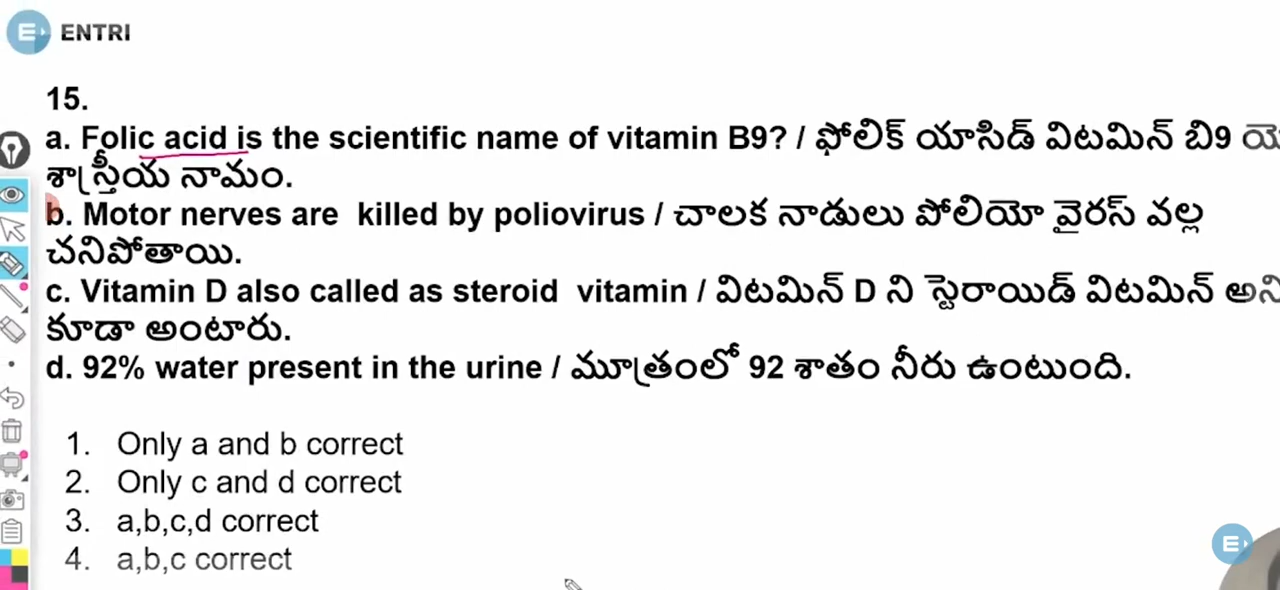 ENTRI
15.
a. Folic acid is the scientific name of vitamin B9? / ఫోలిక్ యాసిడ్ విటమిన్ బి9
శాస్త్రీయ నామం.
b. Motor nerves are killed by poliovirus / చాలక నాడులు పోలియో వైరస్ వల్ల
చనిపోతాయి.
c. Vitamin D also called as steroid vitamin / విటమిన్ D ని స్టెరాయిడ్ విటమిన్ అని
కూడా అంటారు.
d. 92% water present in the urine / మూత్రంలో 92 శాతం నీరు ఉంటుంది.
1. Only a and b correct
2. Only c and d correct
3. a,b,c,d correct
4. a,b,c correct